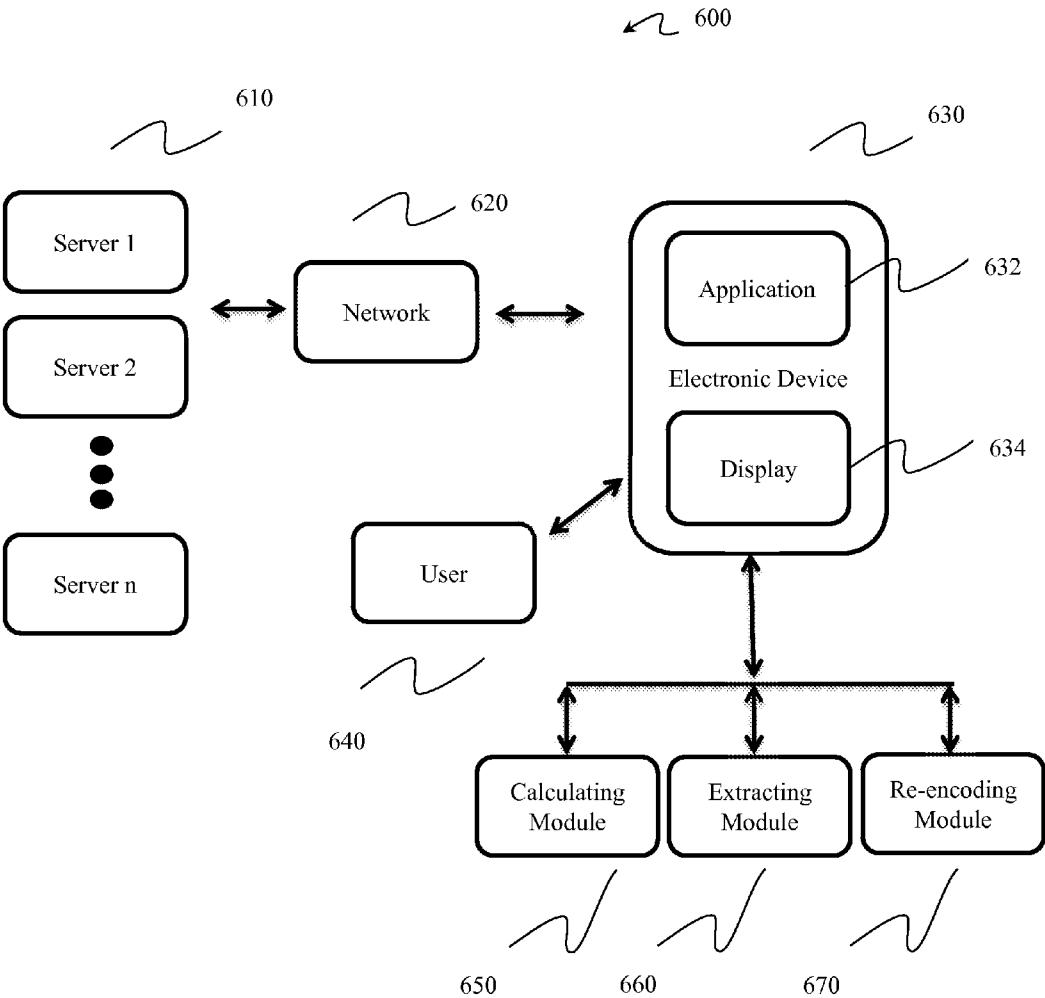 600
610
630
620
Server 1
Application
632
Network
Server 2
Electronic Device
634
Display
User
Server n
640
Calculating
Module
Extracting
Module
Re-encoding
Module
650
660
670